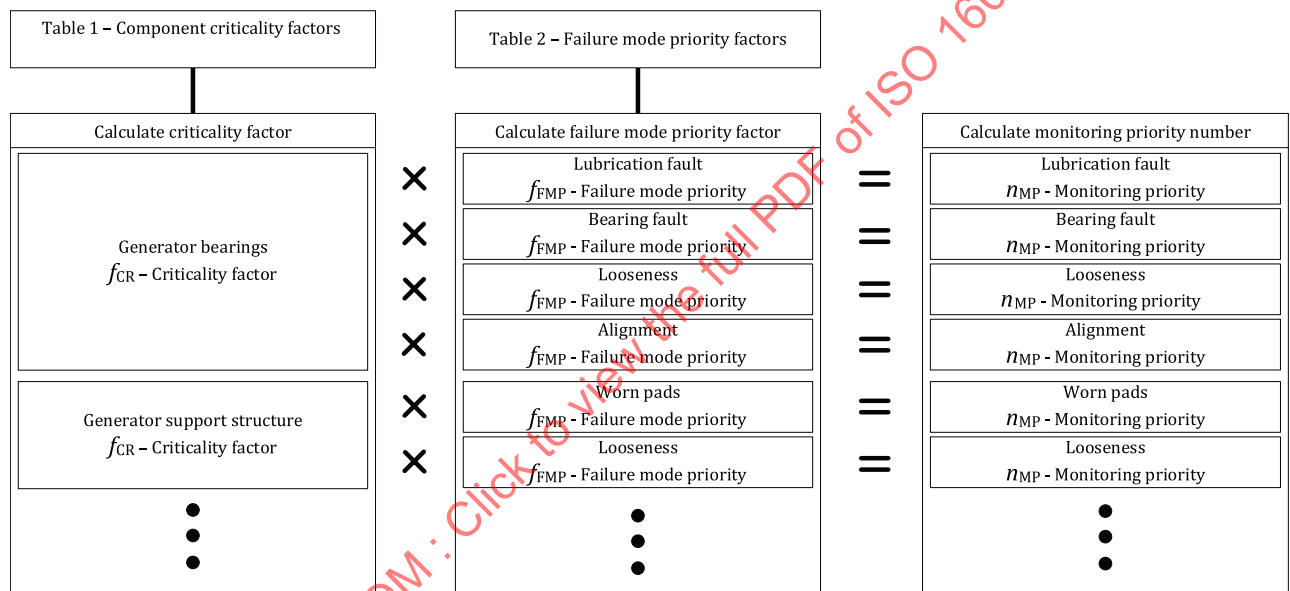 Table 1 – Component criticality factors
Table 2 – Failure mode priority factors
Calculate criticality factor
Generator bearings
fCR – Criticality factor
Generator support structure
fCR – Criticality factor
Calculate failure mode priority factor
Lubrication fault
fFMP - Failure mode priority
Bearing fault
fFMP - Failure mode priority
Looseness
fFMP - Failure mode priority
Alignment
fFMP - Failure mode priority
Worn pads
fFMP - Failure mode priority
Looseness
fFMP - Failure mode priority
×
×
×
×
×
×
=
=
=
=
=
=
Calculate monitoring priority number
Lubrication fault
nMP - Monitoring priority
Bearing fault
nMP - Monitoring priority
Looseness
nMP - Monitoring priority
Alignment
nMP - Monitoring priority
Worn pads
nMP - Monitoring priority
Looseness
nMP - Monitoring priority
: Click to view the full PDF of ISO